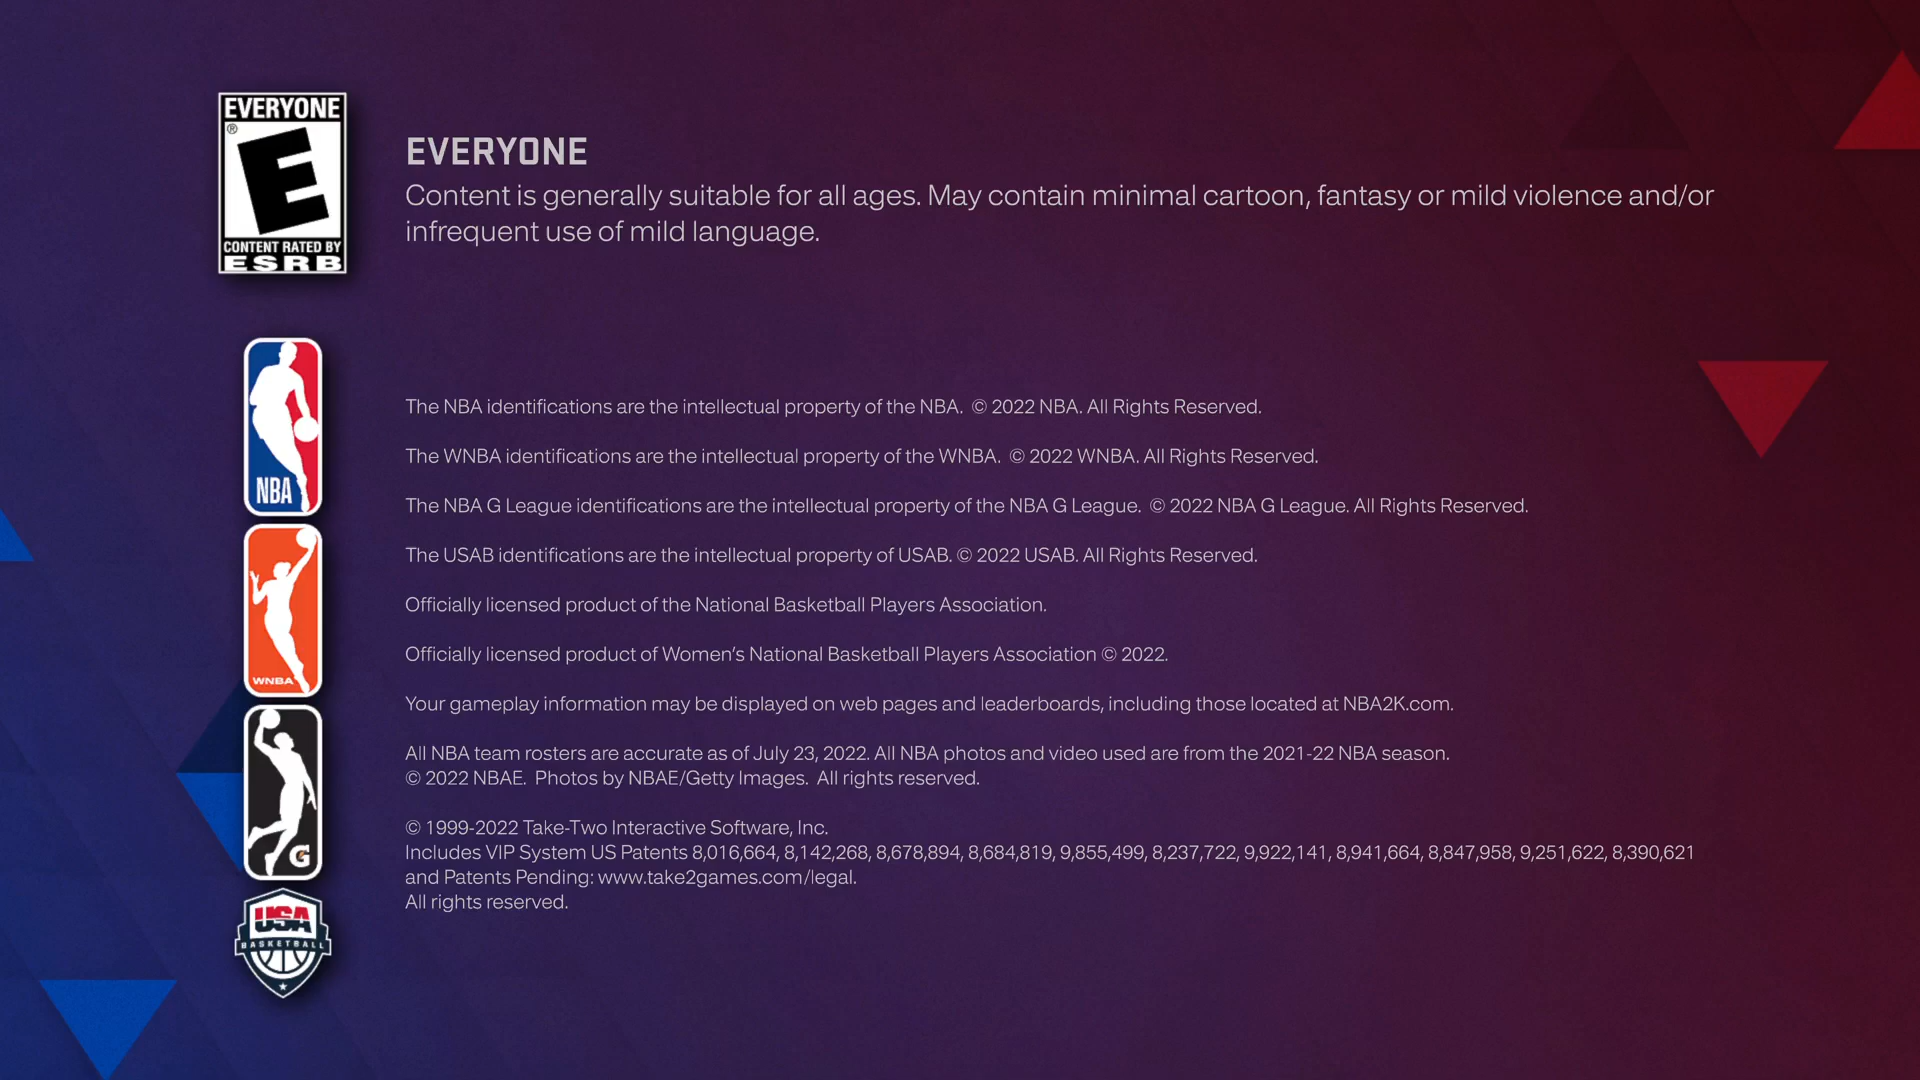 EVERYONE
®
E
CONTENT RATED BY
ESRB
EVERYONE
Content is generally suitable for all ages. May contain minimal cartoon, fantasy or mild violence and/or
infrequent use of mild language.
NBA
WNBA
G
USA
BASKETBALL
The NBA identifications are the intellectual property of the NBA.  © 2022 NBA. All Rights Reserved.
The WNBA identifications are the intellectual property of the WNBA.  © 2022 WNBA. All Rights Reserved.
The NBA G League identifications are the intellectual property of the NBA G League.  © 2022 NBA G League. All Rights Reserved.
The USAB identifications are the intellectual property of USAB. © 2022 USAB. All Rights Reserved.
Officially licensed product of the National Basketball Players Association.
Officially licensed product of Women's National Basketball Players Association © 2022.
Your gameplay information may be displayed on web pages and leaderboards, including those located at NBA2K.com.
All NBA team rosters are accurate as of July 23, 2022. All NBA photos and video used are from the 2021-22 NBA season.
© 2022 NBAE.  Photos by NBAE/Getty Images.  All rights reserved.
© 1999-2022 Take-Two Interactive Software, Inc.
Includes VIP System US Patents 8,016,664, 8,142,268, 8,678,894, 8,684,819, 9,855,499, 8,237,722, 9,922,141, 8,941,664, 8,847,958, 9,251,622, 8,390,621
and Patents Pending: www.take2games.com/legal.
All rights reserved.